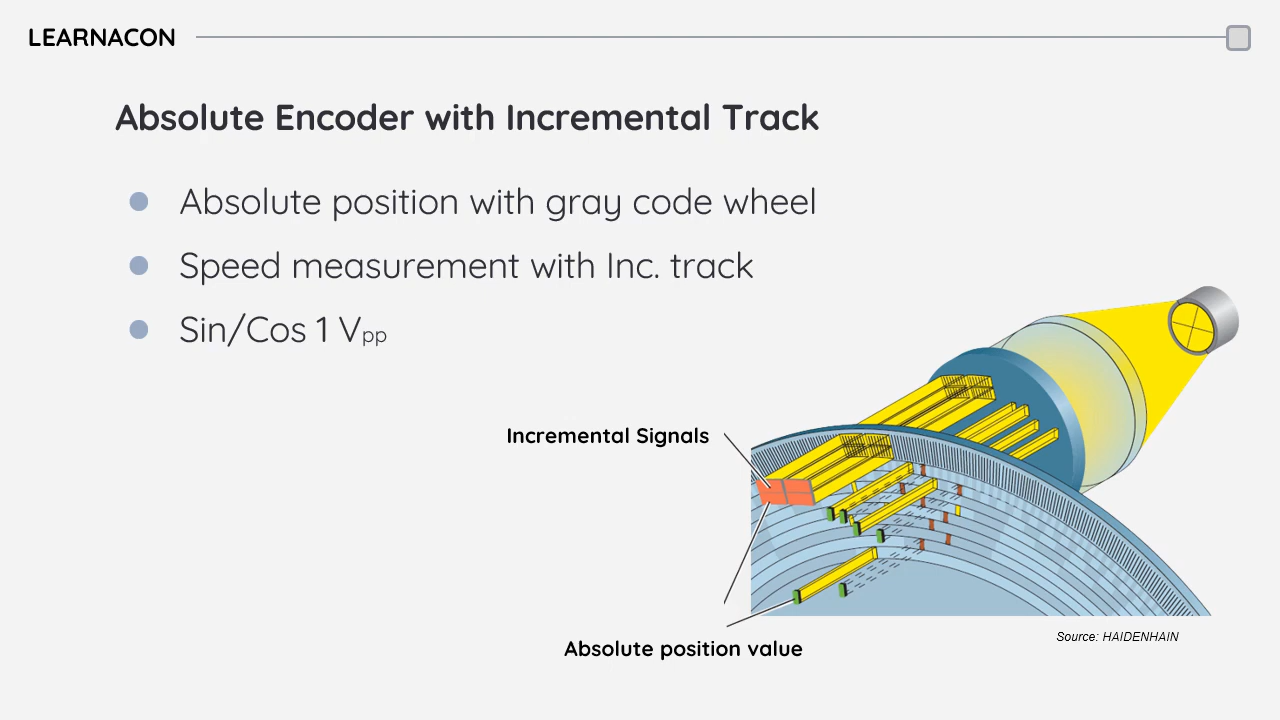 LEARNACON
Absolute Encoder with Incremental Track
Absolute position with gray code wheel
Speed measurement with Inc. track
Sin/Cos 1 Vpp
Incremental Signals
Absolute position value
Source: HAIDENHAIN